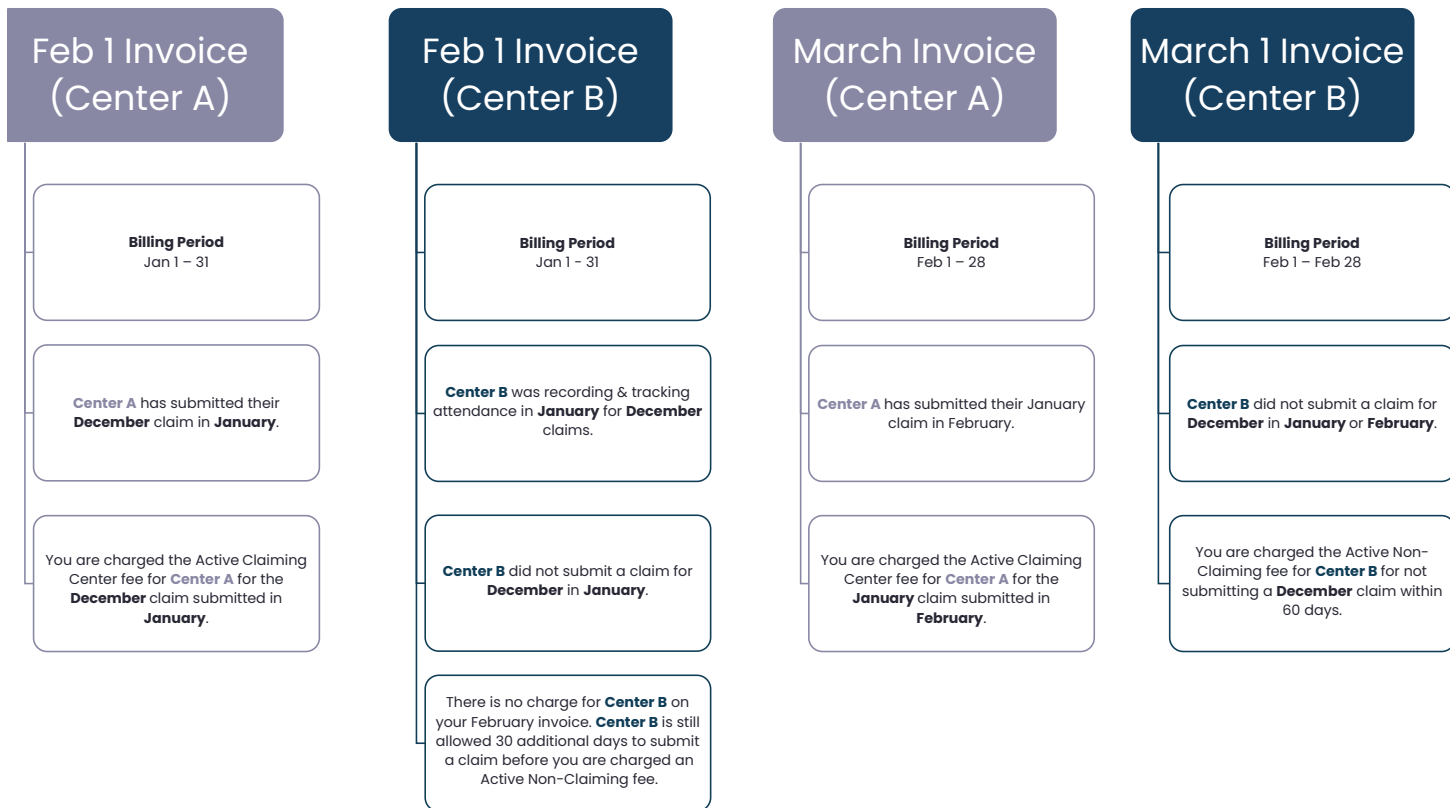 Feb 1 Invoice
(Center A)
Billing Period
Jan 1 – 31
Center A has submitted their
December claim in January.
You are charged the Active Claiming
Center fee for Center A for the
December claim submitted in
January.
Feb 1 Invoice
(Center B)
Billing Period
Jan 1 - 31
Center B was recording & tracking
attendance in January for December
claims.
Center B did not submit a claim for
December in January.
There is no charge for Center B on
your February invoice. Center B is still
allowed 30 additional days to submit
a claim before you are charged an
Active Non-Claiming fee.
March Invoice
(Center A)
Billing Period
Feb 1 – 28
Center A has submitted their January
claim in February.
You are charged the Active Claiming
Center fee for Center A for the
January claim submitted in
February.
March 1 Invoice
(Center B)
Billing Period
Feb 1 – Feb 28
Center B did not submit a claim for
December in January or February.
You are charged the Active Non-
Claiming fee for Center B for not
submitting a December claim within
60 days.